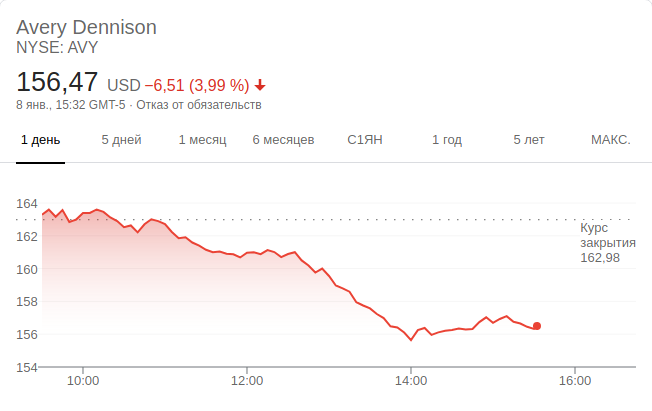 Avery Dennison
NYSE: AVY
156,47 USD −6,51 (3,99 %)
8 янв., 15:32 GMT-5 · Отказ от обязательств
1 день 5 дней 1 месяц 6 месяцев С1ЯН 1 год 5 лет МАКС.
164
162
160
158
156
154
Курс
закрытия
162,98
10:00 12:00 14:00 16:00